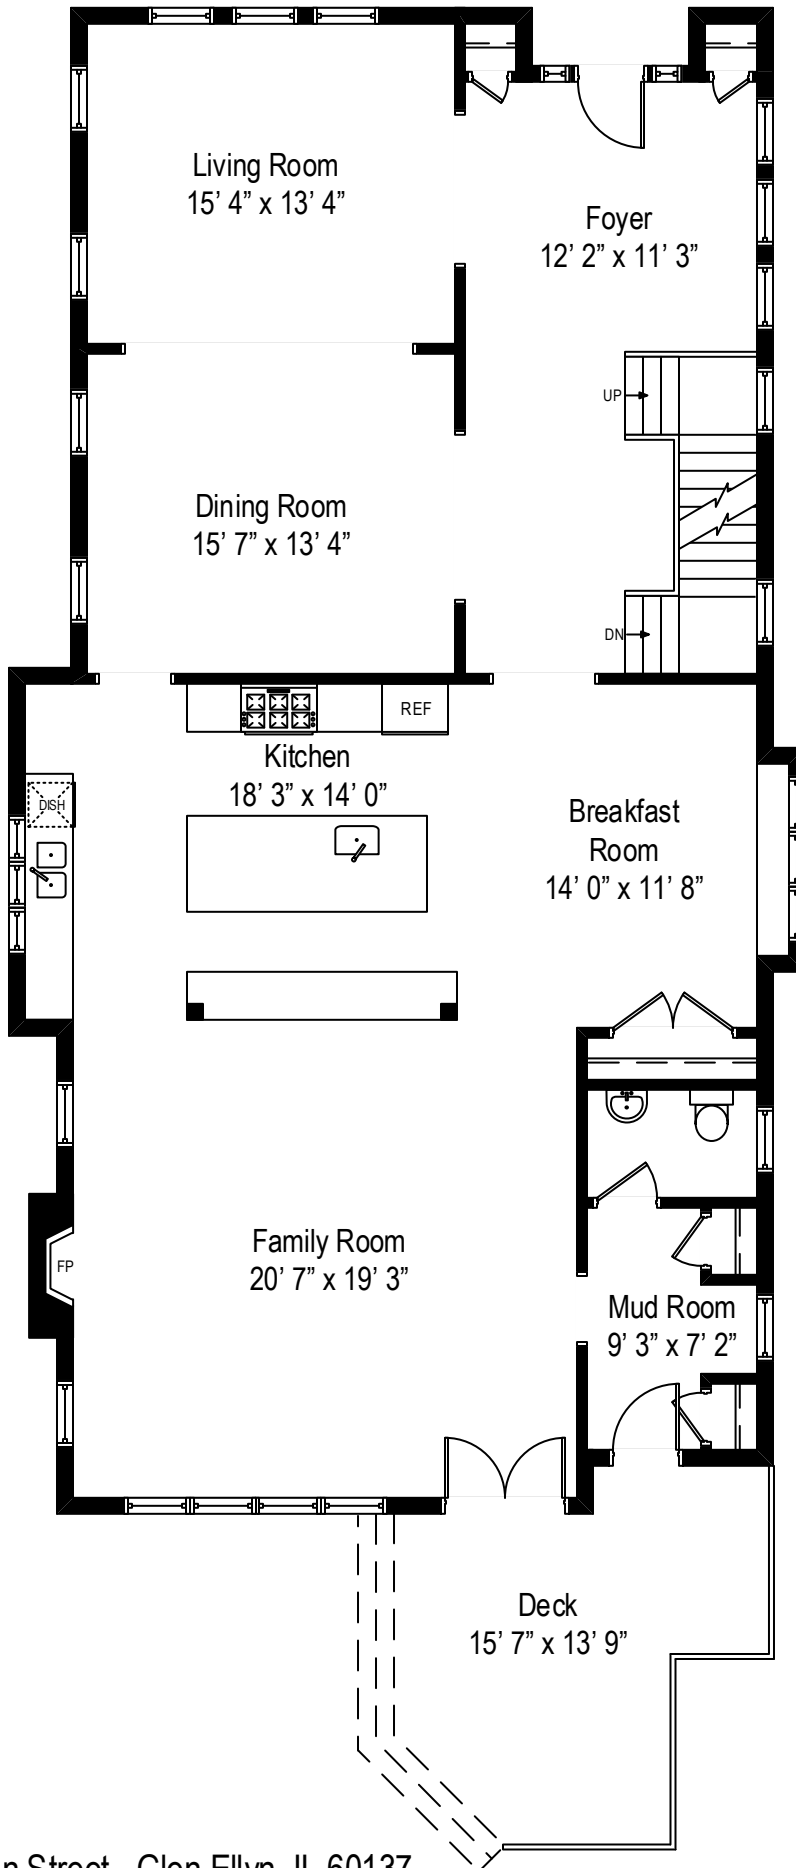 Living Room
15’ 4” x 13’ 4”
Foyer
12’ 2” x 11’ 3”
UP
Dining Room
15’ 7” x 13’ 4”
DN
REF
Kitchen
18’ 3” x 14’ 0”
DISH
Breakfast
Room
14’ 0” x 11’ 8”
Family Room
20’ 7” x 19’ 3”
FP
Mud Room
9’ 3” x 7’ 2”
Deck
15’ 7” x 13’ 9”
Street Glen Ellyn, IL 60137